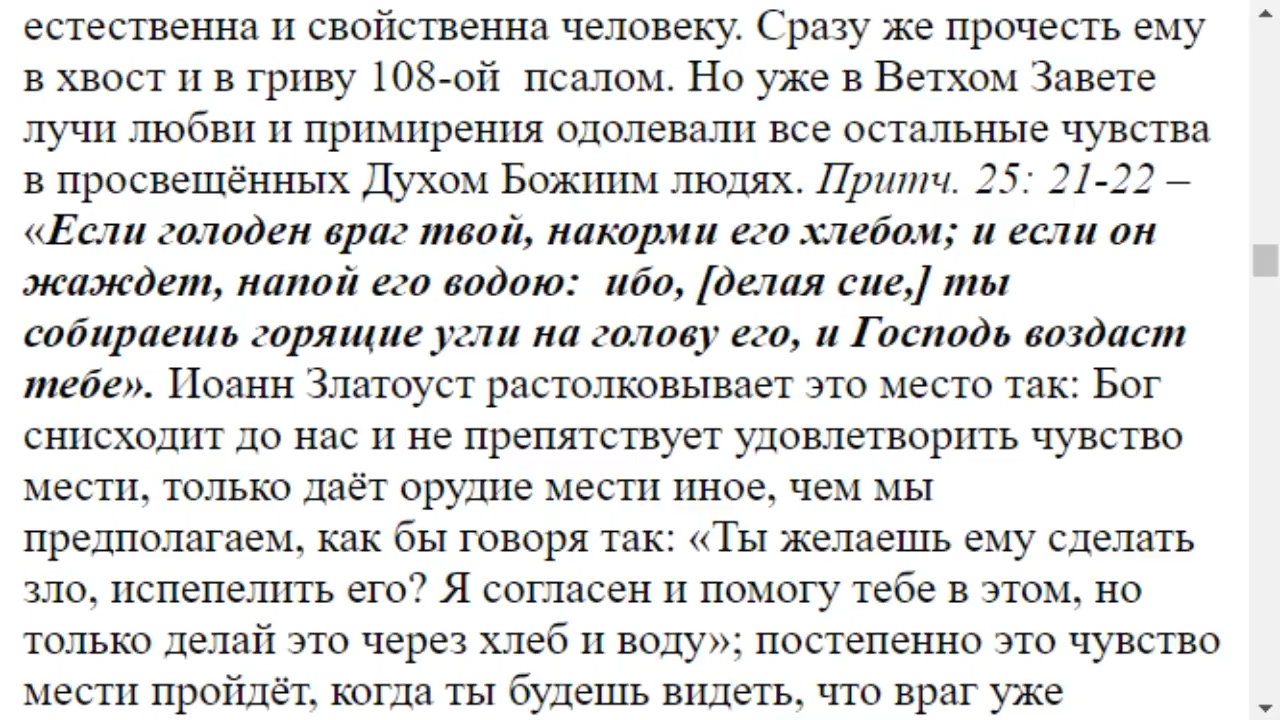 естественна и свойственна человеку. Сразу же прочесть ему
в хвост и в гриву 108-ой  псалом. Но уже в Ветхом Завете
лучи любви и примирения одолевали все остальные чувства
в просвещённых Духом Божиим людях. Притч. 25: 21-22 –
«Если голоден враг твой, накорми его хлебом; и если он
жаждет, напой его водою:  ибо, [делая сие,] ты
собираешь горящие угли на голову его, и Господь воздаст
тебе». Иоанн Златоуст растолковывает это место так: Бог
снисходит до нас и не препятствует удовлетворить чувство
мести, только даёт орудие мести иное, чем мы
предполагаем, как бы говоря так: «Ты желаешь ему сделать
зло, испепелить его? Я согласен и помогу тебе в этом, но
только делай это через хлеб и воду»; постепенно это чувство
мести пройдёт, когда ты будешь видеть, что враг уже